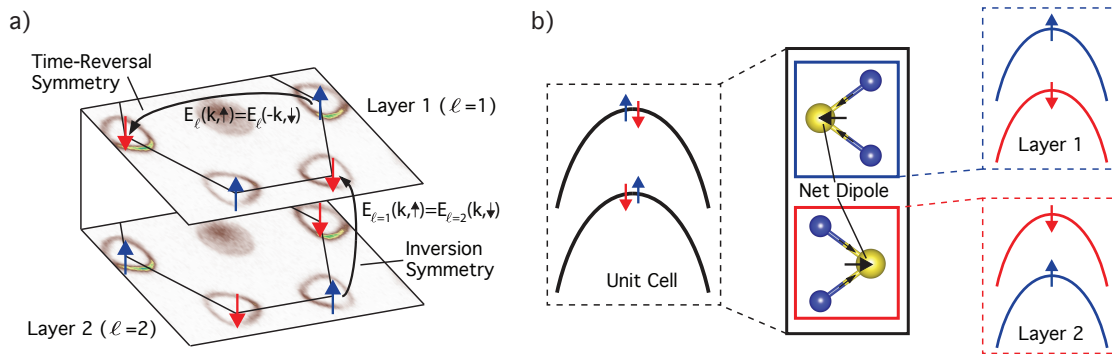 a)
Time-Reversal
Symmetry
Layer 1 (ℓ=1)
E_ℓ(k,↑)=E_ℓ(-k,↓)
E_ℓ=1(k,↑)=E_ℓ=2(k,↓)
Inversion
Symmetry
Layer 2 (ℓ=2)
b)
Unit Cell
Net Dipole
Layer 1
Layer 2